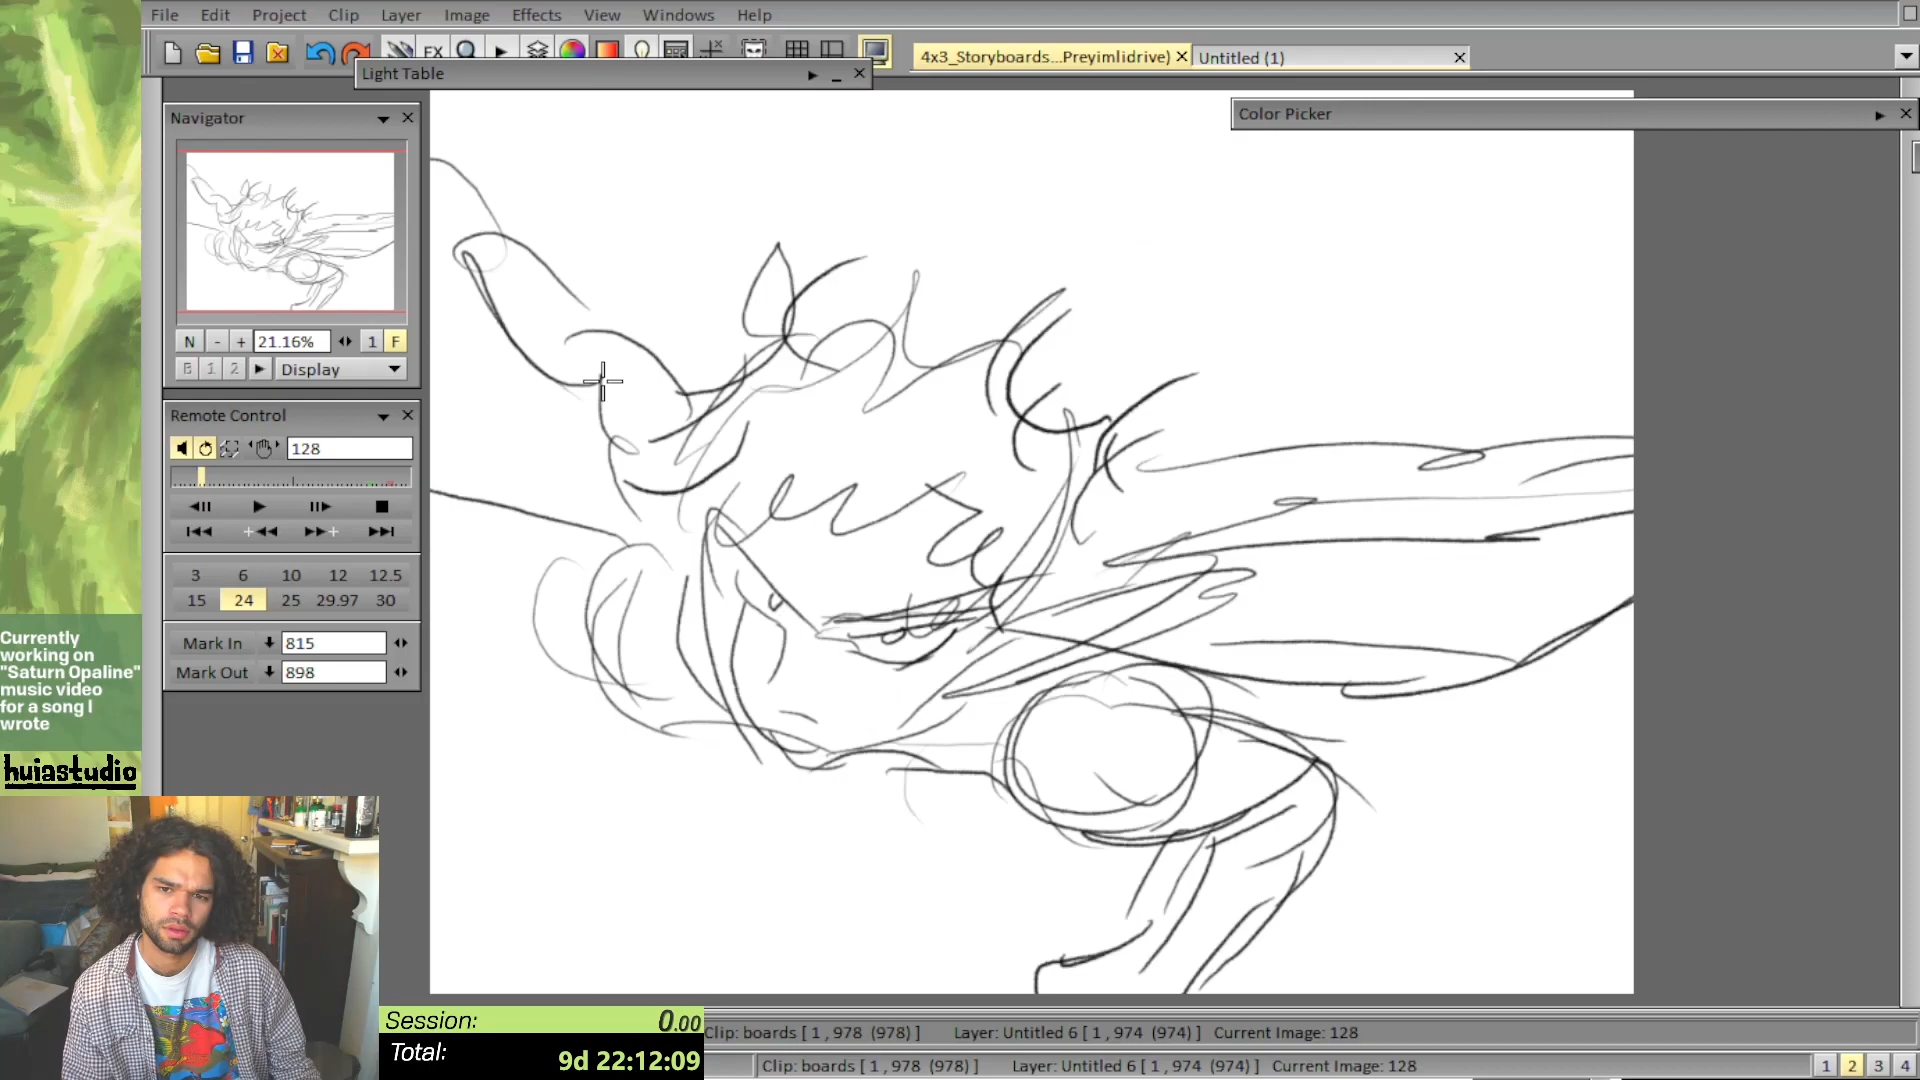 File Edit Project Clip Layer Image Effects View Windows Help
FX
4x3_Storyboards...Preyimlidrive) Untitled (1)
Light Table
Color Picker
Navigator
N - + 21.16% 1 F
B 1 2 Display
Remote Control
128
3 6 10 12 12.5
15 24 25 29.97 30
Mark In 815
Mark Out 898
Currently
working on
"Saturn Opaline"
music video
for a song I
wrote
huiastudio
Session: 0.00
Total: 9d 22:12:09
Clip: boards [ 1 , 978 (978) ] Layer: Untitled 6 [ 1 , 974 (974) ] Current Image: 128
Clip: boards [ 1 , 978 (978) ] Layer: Untitled 6 [ 1 , 974 (974) ] Current Image: 128
1 2 3 4